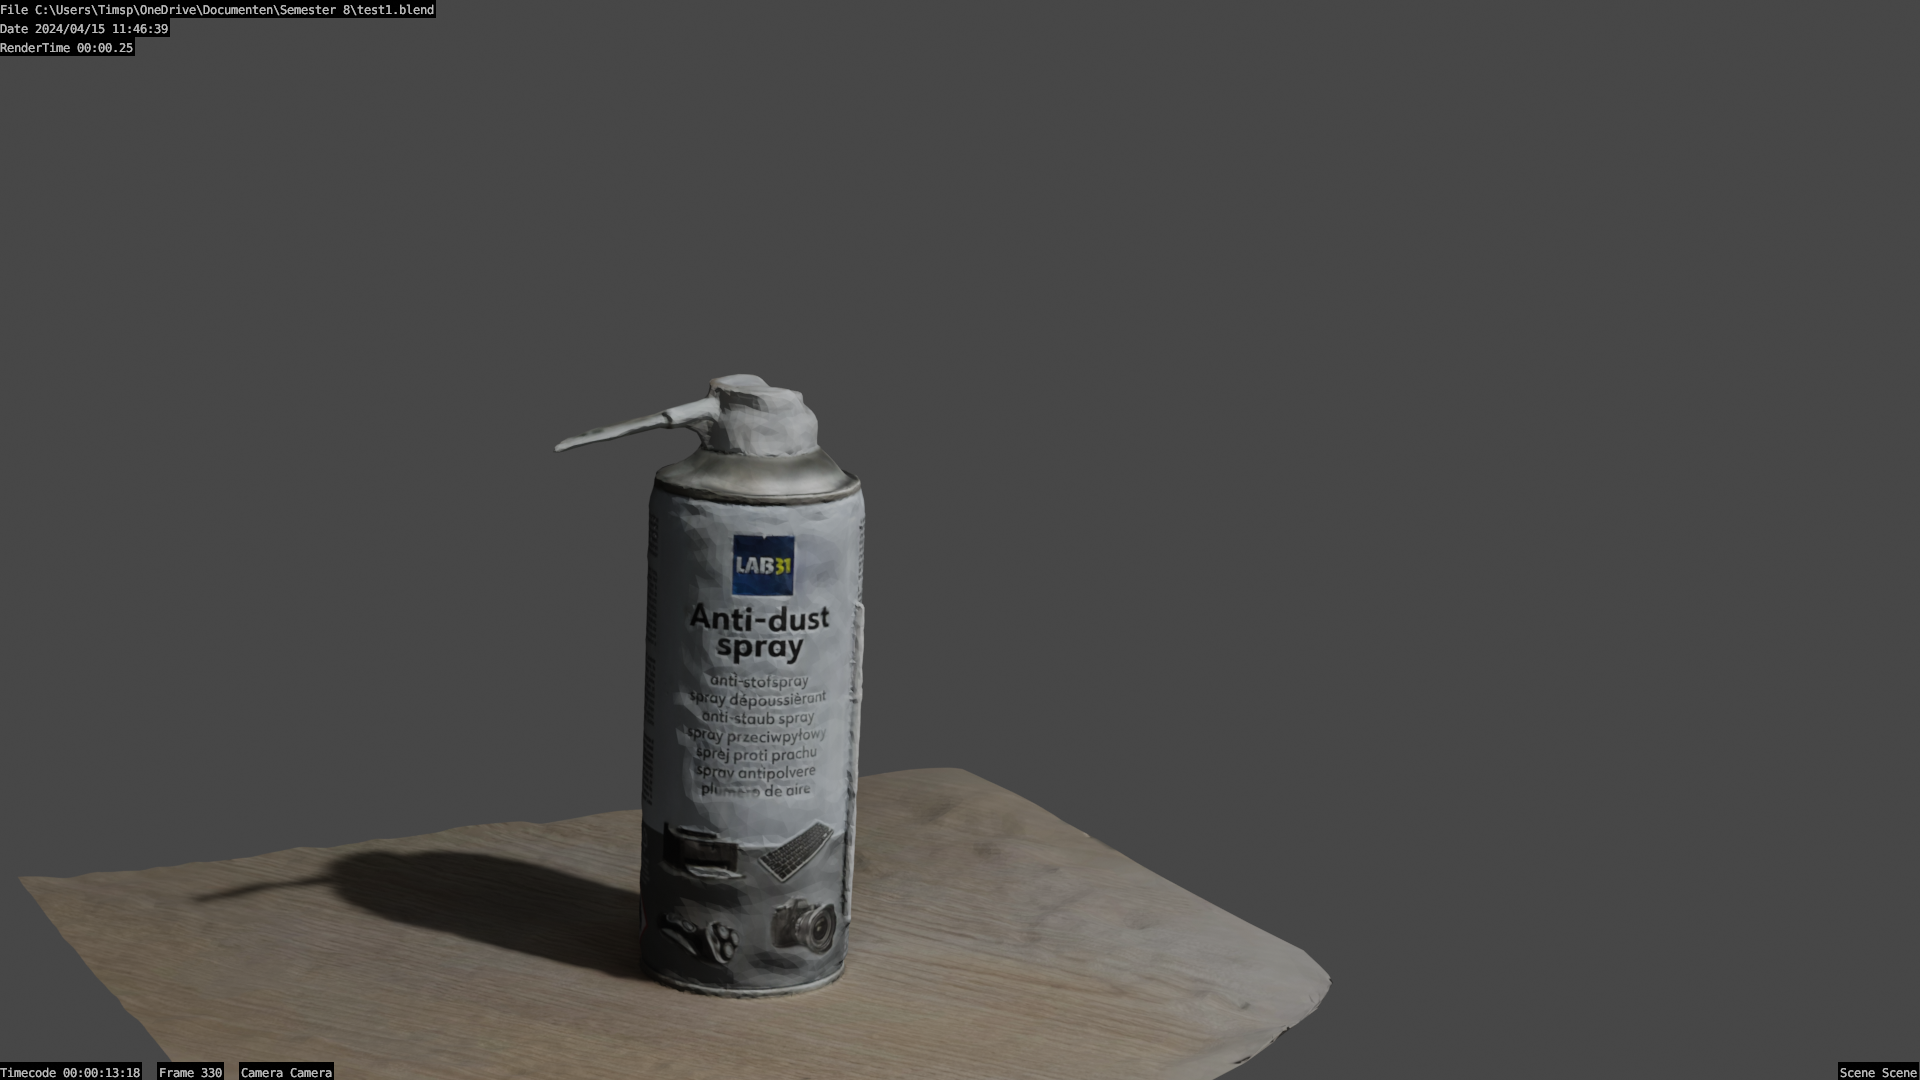 File C:\Users\Timsp\OneDrive\Documenten\Semester 8\test1.blend
Date 2024/04/15 11:46:39
RenderTime 00:00.25
LAB31
Anti-dust
spray
anti-stofspray
spray dépoussiérant
anti-staub spray
spray przeciwpyłowy
sprej proti prachu
spray antipolvere
plumero de aire
Timecode 00:00:13:18 Frame 330 Camera Camera
Scene Scene